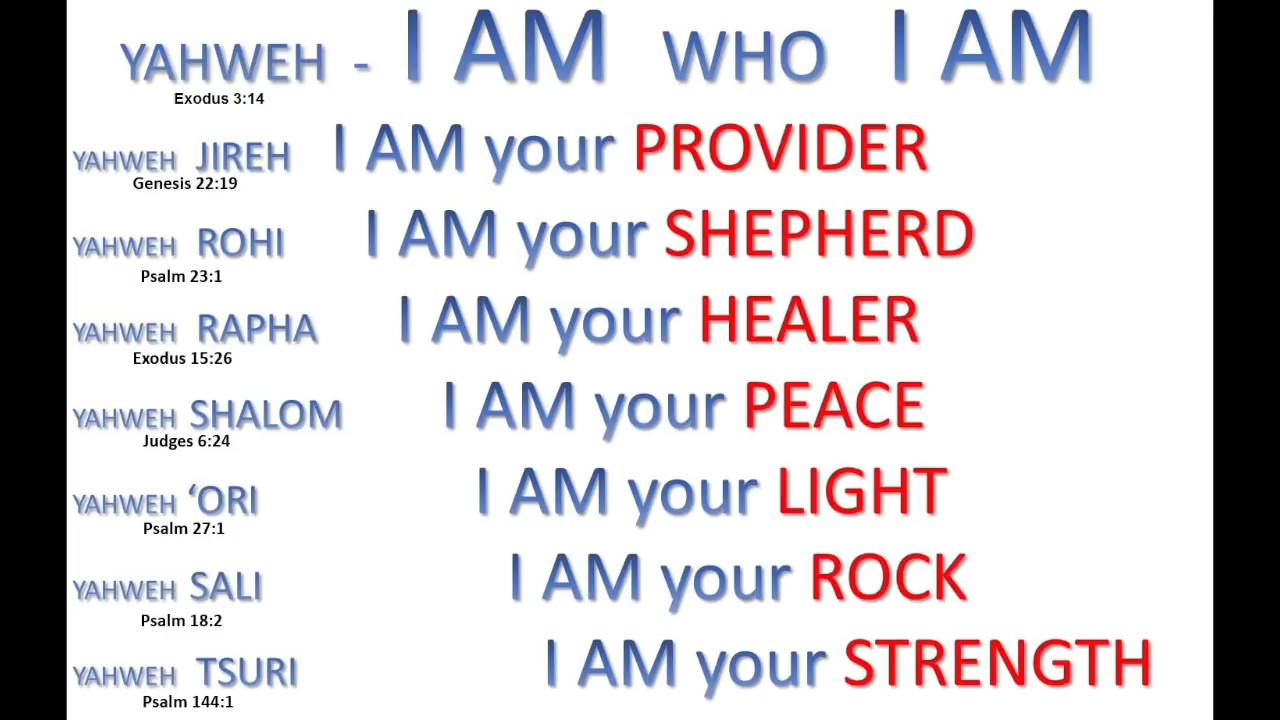 YAHWEH - I AM WHO I AM
Exodus 3:14
YAHWEH JIREH I AM your PROVIDER
Genesis 22:19
YAHWEH ROHI I AM your SHEPHERD
Psalm 23:1
YAHWEH RAPHA I AM your HEALER
Exodus 15:26
YAHWEH SHALOM I AM your PEACE
Judges 6:24
YAHWEH ‘ORI I AM your LIGHT
Psalm 27:1
YAHWEH SALI I AM your ROCK
Psalm 18:2
YAHWEH TSURI I AM your STRENGTH
Psalm 144:1